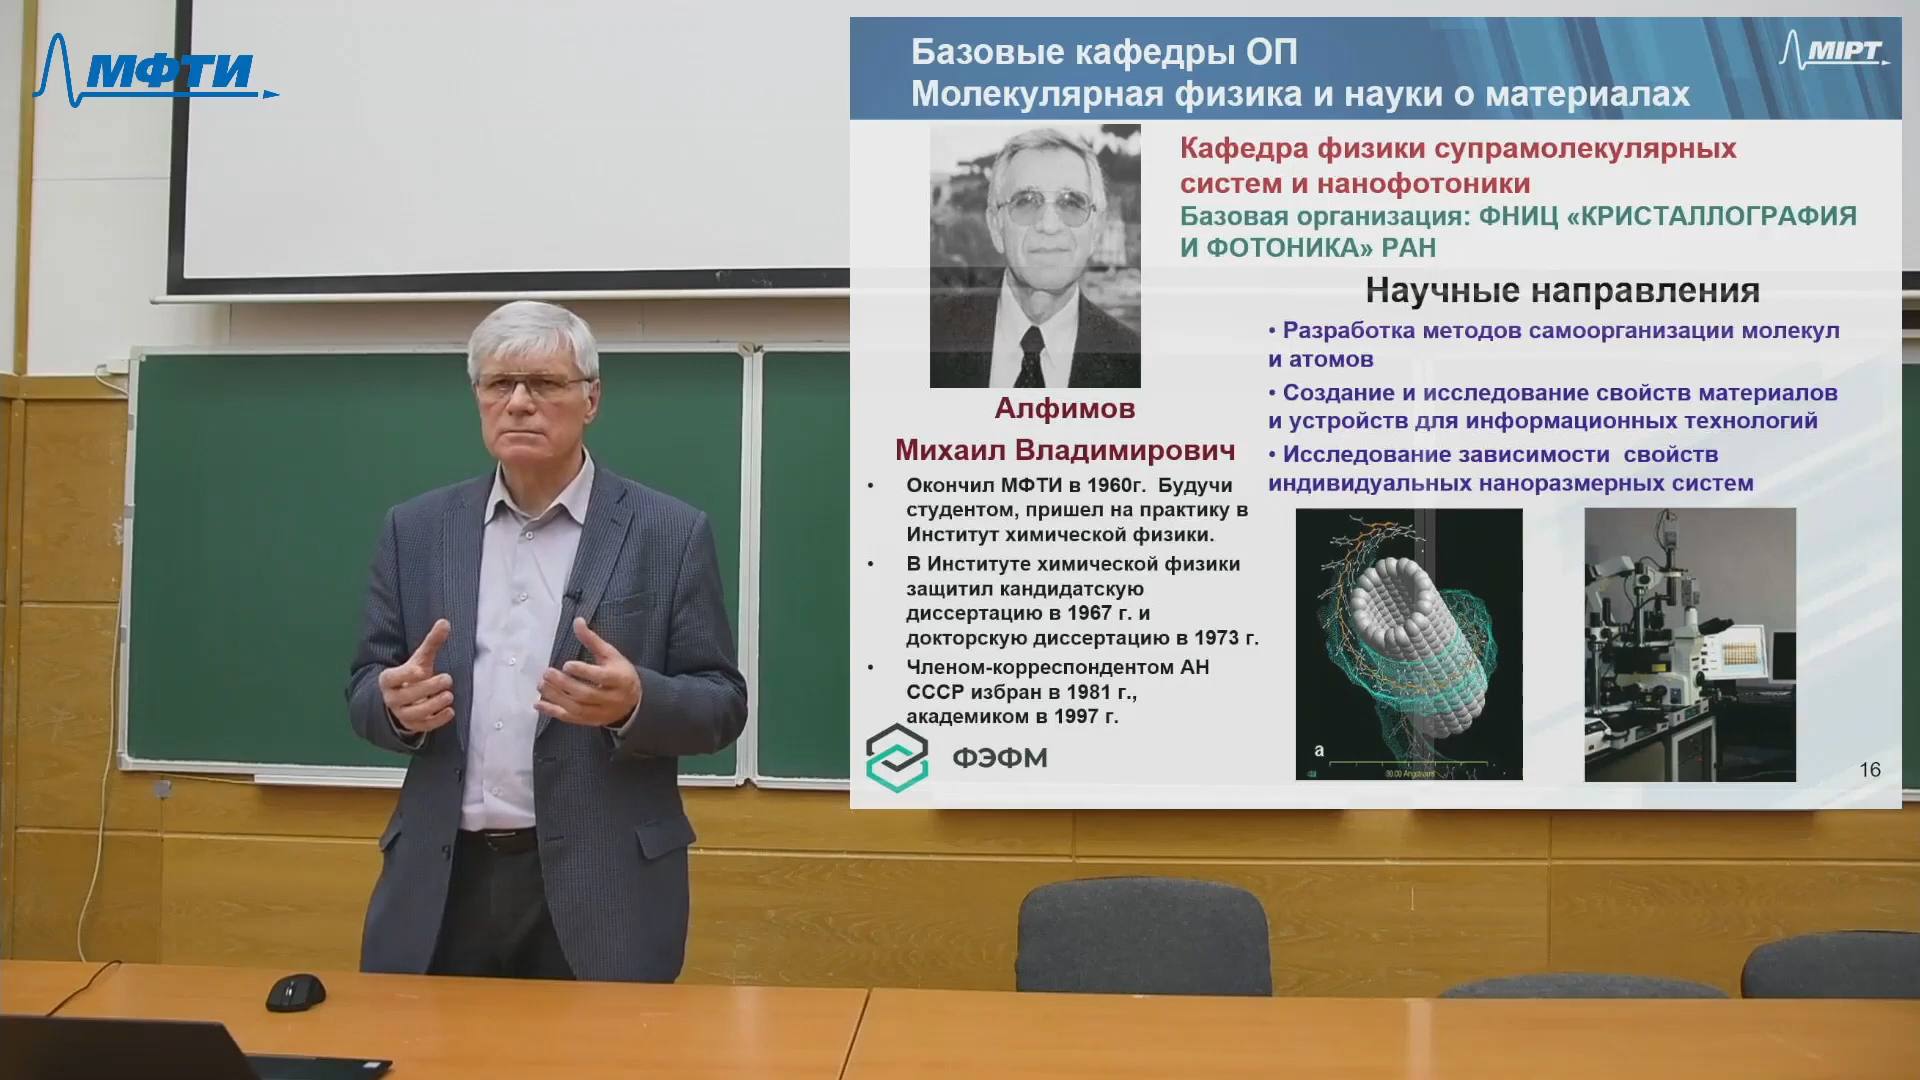 МФТИ
Базовые кафедры ОП
Молекулярная физика и науки о материалах
MIPT
Кафедра физики супрамолекулярных
систем и нанофотоники
Базовая организация: ФНИЦ «КРИСТАЛЛОГРАФИЯ
И ФОТОНИКА» РАН
Научные направления
• Разработка методов самоорганизации молекул
и атомов
• Создание и исследование свойств материалов
и устройств для информационных технологий
• Исследование зависимости свойств
индивидуальных наноразмерных систем
Алфимов
Михаил Владимирович
• Окончил МФТИ в 1960г. Будучи
студентом, пришел на практику в
Институт химической физики.
• В Институте химической физики
защитил кандидатскую
диссертацию в 1967 г. и
докторскую диссертацию в 1973 г.
• Членом-корреспондентом АН
СССР избран в 1981 г.,
академиком в 1997 г.
ФЭФМ
a
30.00 Angstroms
16